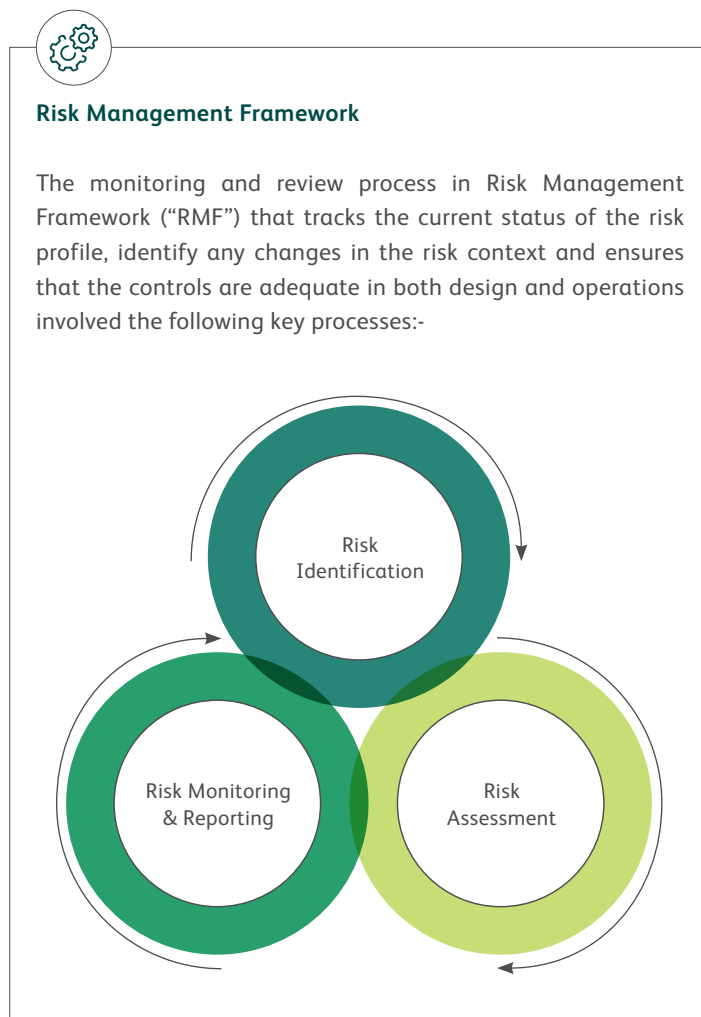 Risk Management Framework
The monitoring and review process in Risk Management
Framework (“RMF”) that tracks the current status of the risk
profile, identify any changes in the risk context and ensures
that the controls are adequate in both design and operations
involved the following key processes:-
Risk
Identification
Risk Monitoring
& Reporting
Risk
Assessment